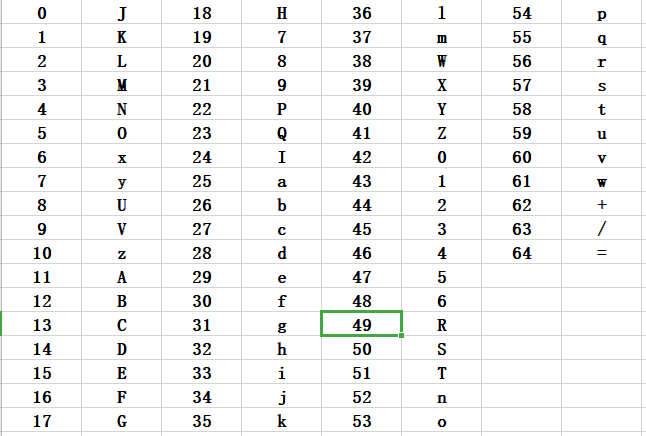 0 J 18 H 36 l 54 p
1 K 19 7 37 m 55 q
2 L 20 8 38 W 56 r
3 M 21 9 39 X 57 s
4 N 22 P 40 Y 58 t
5 O 23 Q 41 Z 59 u
6 x 24 I 42 0 60 v
7 y 25 a 43 1 61 w
8 U 26 b 44 2 62 +
9 V 27 c 45 3 63 /
10 z 28 d 46 4 64 =
11 A 29 e 47 5
12 B 30 f 48 6
13 C 31 g 49 R
14 D 32 h 50 S
15 E 33 i 51 T
16 F 34 j 52 n
17 G 35 k 53 o